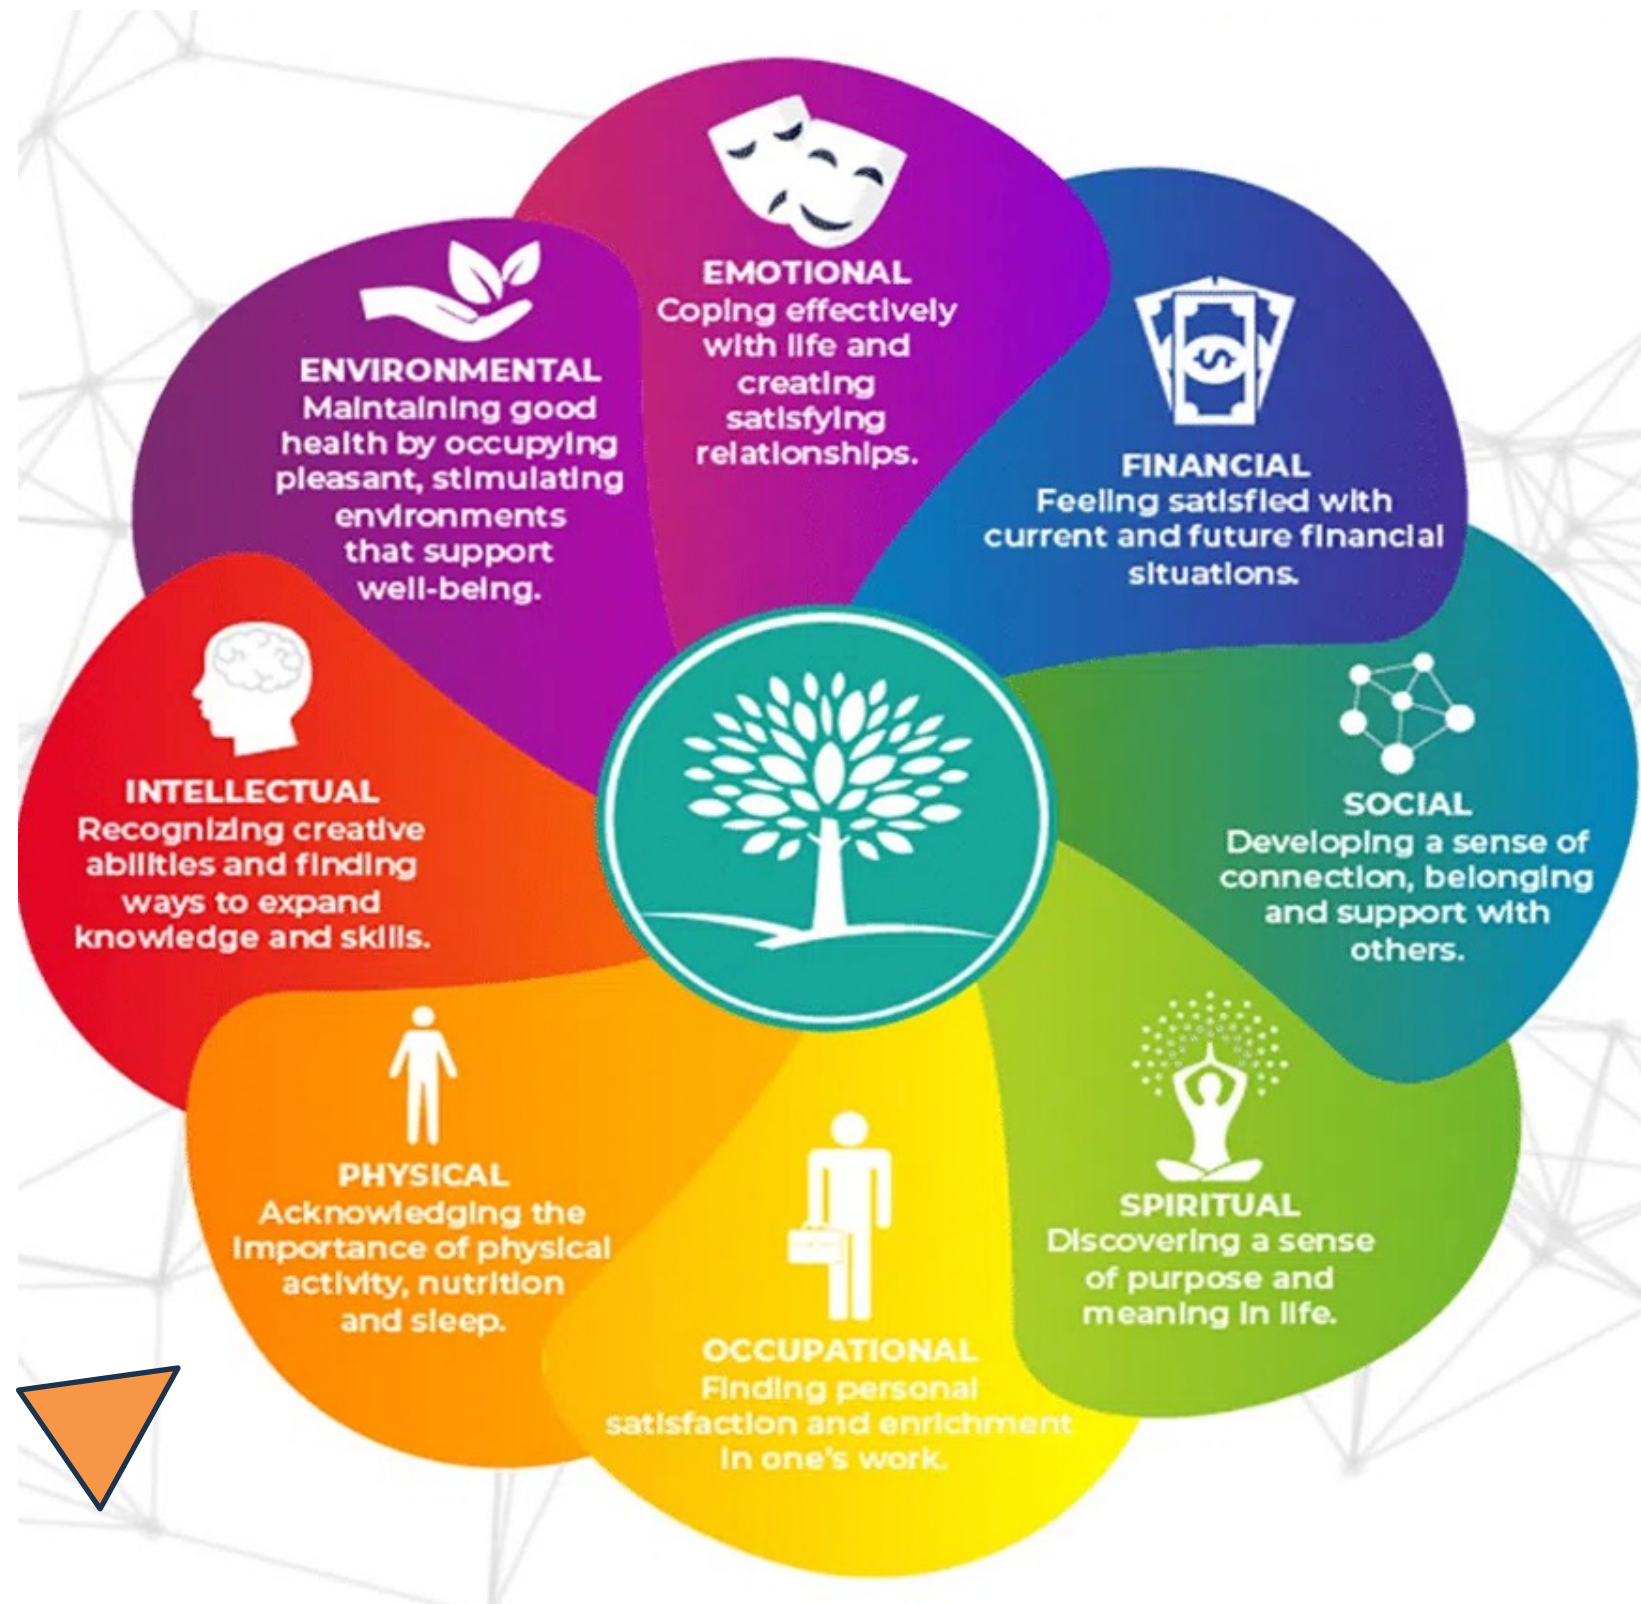 EMOTIONAL
Coping effectively
with life and
creating
satisfying
relationships.
FINANCIAL
Feeling satisfied with
current and future financial
situations.
SOCIAL
Developing a sense of
connection, belonging
and support with
others.
SPIRITUAL
Discovering a sense
of purpose and
meaning in life.
OCCUPATIONAL
Finding personal
satisfaction and enrichment
in one's work.
PHYSICAL
Acknowledging the
importance of physical
activity, nutrition
and sleep.
INTELLECTUAL
Recognizing creative
abilities and finding
ways to expand
knowledge and skills.
ENVIRONMENTAL
Maintaining good
health by occupying
pleasant, stimulating
environments
that support
well-being.